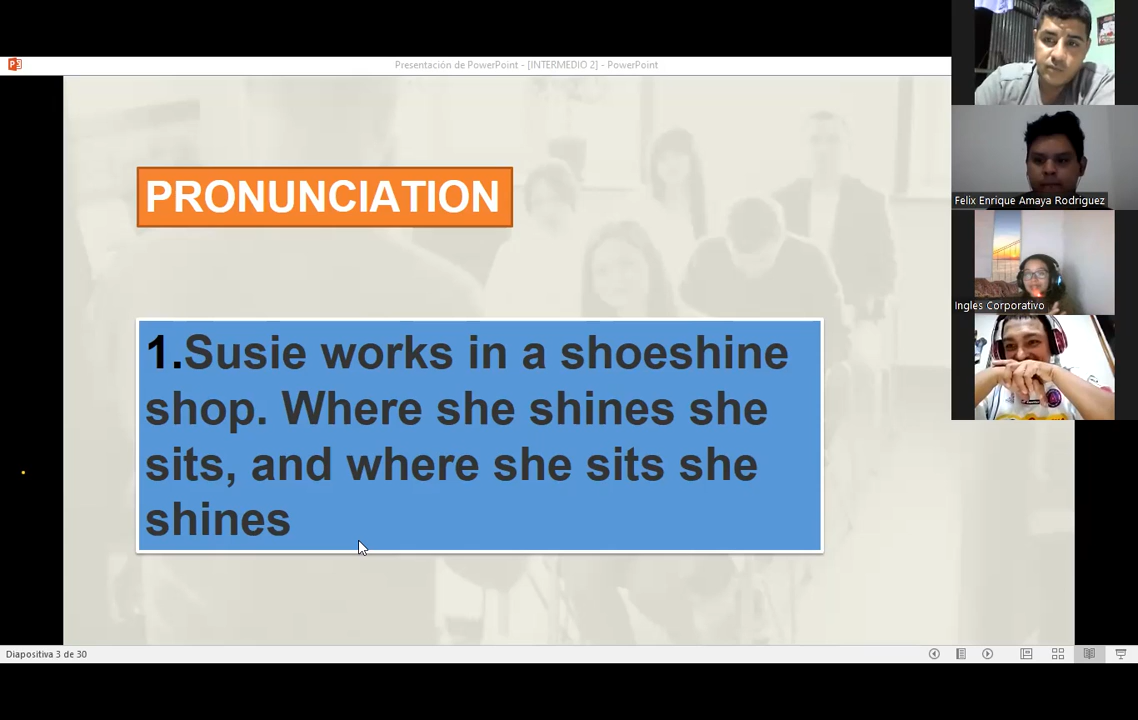 Presentación de PowerPoint - [INTERMEDIO 2] - PowerPoint
PRONUNCIATION
1.Susie works in a shoeshine
shop. Where she shines she
sits, and where she sits she
shines
Felix Enrique Amaya Rodriguez
Ingles Corporativo
Diapositiva 3 de 30